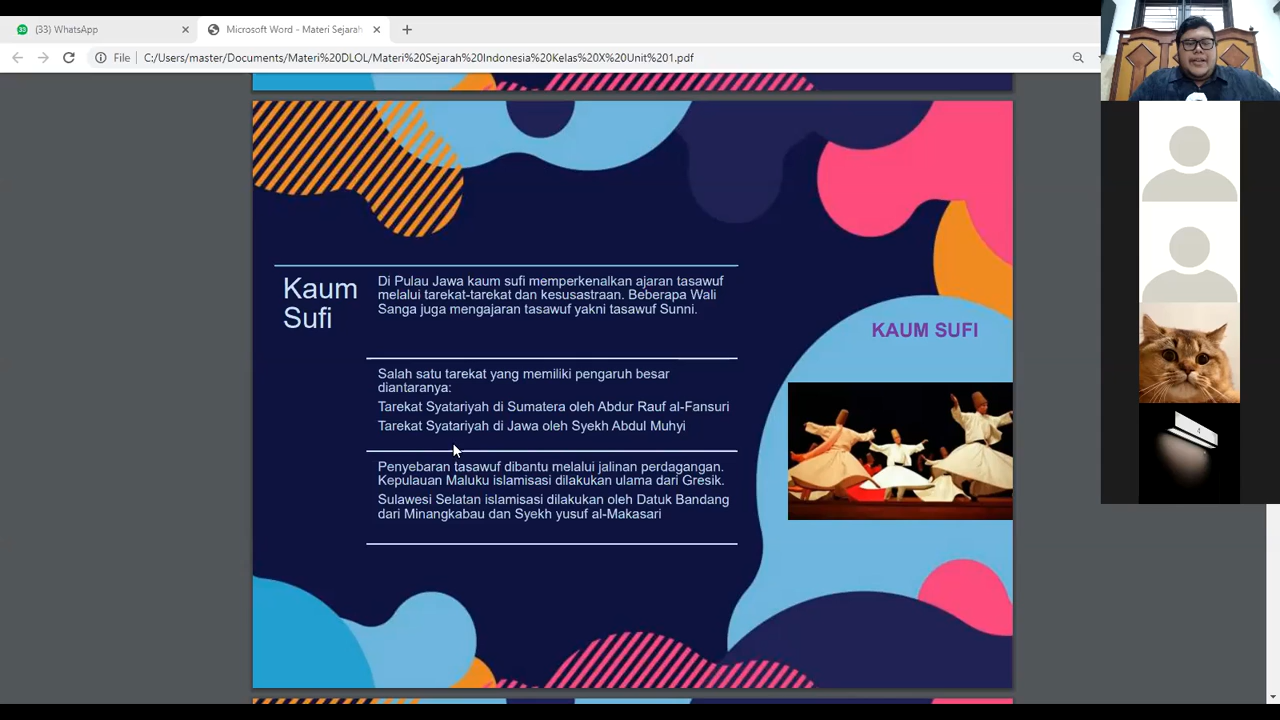 (33) WhatsApp
Microsoft Word - Materi Sejarah
File
C:/Users/master/Documents/Materi%20DLOL/Materi%20Sejarah%20Indonesia%20Kelas%20X%20Unit%201.pdf
Kaum
Sufi
Di Pulau Jawa kaum sufi memperkenalkan ajaran tasawuf
melalui tarekat-tarekat dan kesusastraan. Beberapa Wali
Sanga juga mengajaran tasawuf yakni tasawuf Sunni.
Salah satu tarekat yang memiliki pengaruh besar
diantaranya:
Tarekat Syatariyah di Sumatera oleh Abdur Rauf al-Fansuri
Tarekat Syatariyah di Jawa oleh Syekh Abdul Muhyi
Penyebaran tasawuf dibantu melalui jalinan perdagangan.
Kepulauan Maluku islamisasi dilakukan ulama dari Gresik.
Sulawesi Selatan islamisasi dilakukan oleh Datuk Bandang
dari Minangkabau dan Syekh yusuf al-Makasari
KAUM SUFI